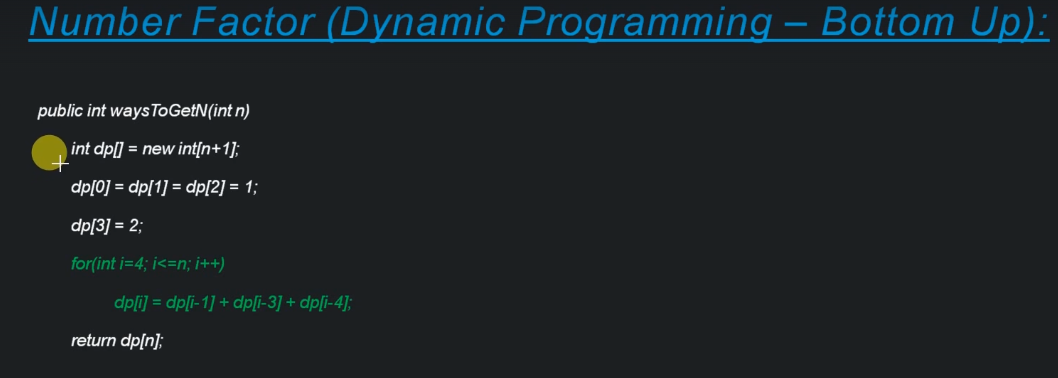 Number Factor (Dynamic Programming – Bottom Up):
public int waysToGetN(int n)
int dp[] = new int[n+1];
dp[0] = dp[1] = dp[2] = 1;
dp[3] = 2;
for(int i=4; i<=n; i++)
dp[i] = dp[i-1] + dp[i-3] + dp[i-4];
return dp[n];